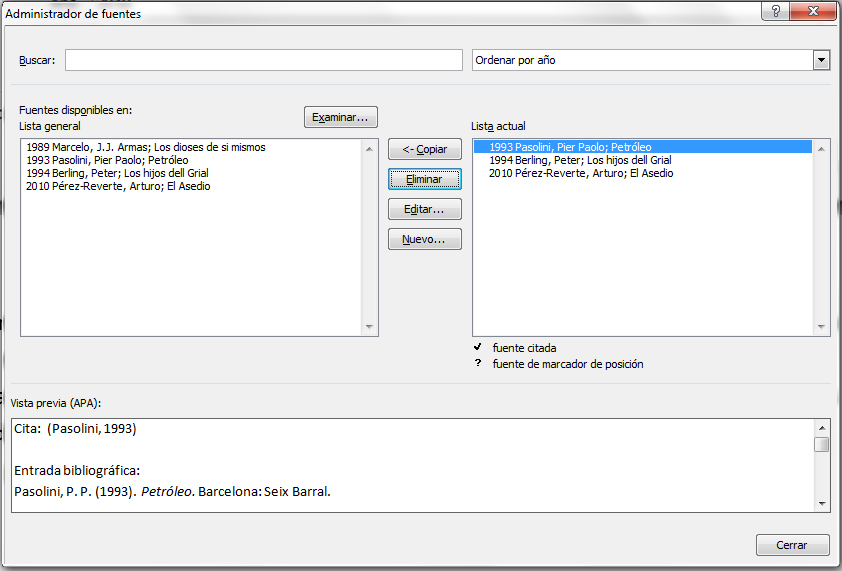 Administrador de fuentes
?
Buscar:
Ordenar por año
Fuentes disponibles en:
Lista general
Examinar...
Lista actual
1989 Marcelo, J.J. Armas; Los dioses de si mismos
1993 Pasolini, Pier Paolo; Petróleo
1994 Berling, Peter; Los hijos dell Grial
2010 Pérez-Reverte, Arturo; El Asedio
<- Copiar
Eliminar
Editar...
Nuevo...
1993 Pasolini, Pier Paolo; Petróleo
1994 Berling, Peter; Los hijos dell Grial
2010 Pérez-Reverte, Arturo; El Asedio
fuente citada
? fuente de marcador de posición
Vista previa (APA):
Cita: (Pasolini, 1993)
Entrada bibliográfica:
Pasolini, P. P. (1993). Petróleo. Barcelona: Seix Barral.
Cerrar